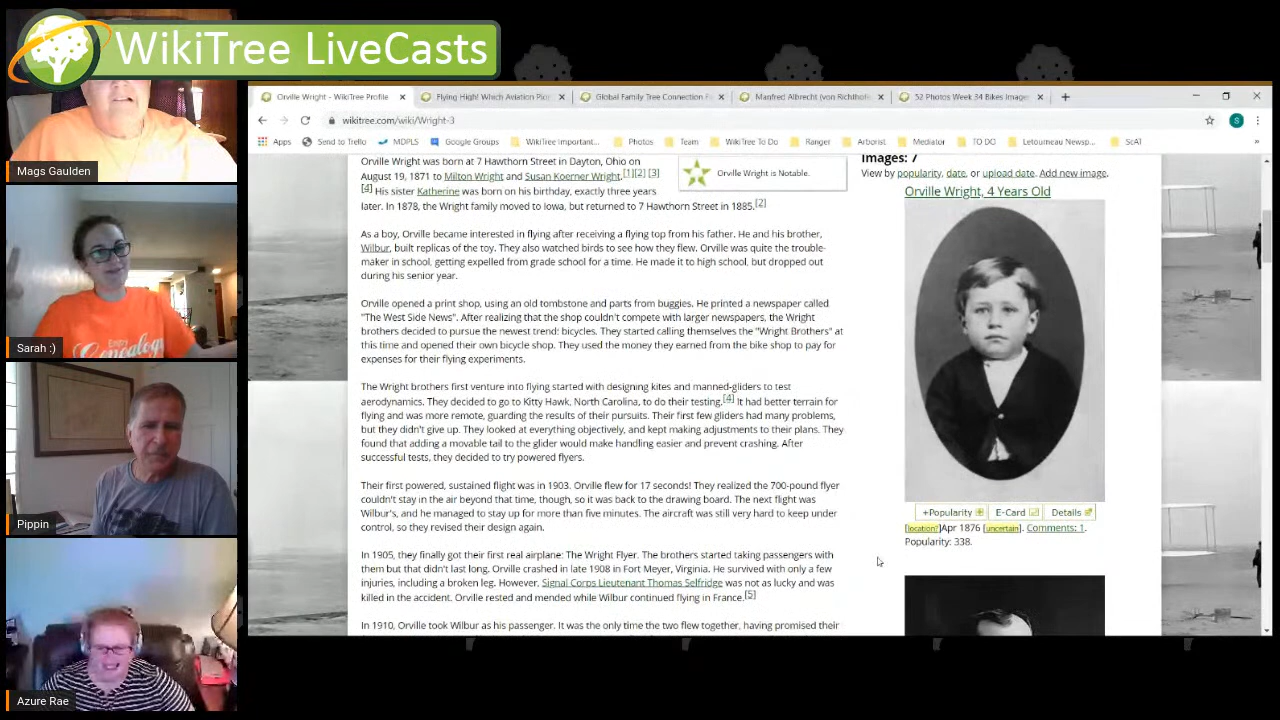 WikiTree LiveCasts
Mags Gaulden
Sarah :)
Entry
Genealog
Pippin
Azure Rae
Orville Wright - WikiTree Profile
Flying High! Which Aviation Pio
Global Family Tree Connection F
Manfred Albrecht (von Richthof
52 Photos Week 34 Bikes Image
wikitree.com/wiki/Wright-3
S
Apps Send to Trello MDPLS Google Groups WikiTree Important... Photos Team WikiTree To Do Ranger Arborist Mediator TO DO Letourneau Newsp... ScAT
Orville Wright was born at 7 Hawthorn Street in Dayton, Ohio on
August 19, 1871 to Milton Wright and Susan Koerner Wright.[1][2] [3]
[4] His sister Katherine was born on his birthday, exactly three years
later. In 1878, the Wright family moved to Iowa, but returned to 7 Hawthorn Street in 1885.[2]
Orville Wright is Notable.
As a boy, Orville became interested in flying after receiving a flying top from his father. He and his brother,
Wilbur, built replicas of the toy. They also watched birds to see how they flew. Orville was quite the trouble-
maker in school, getting expelled from grade school for a time. He made it to high school, but dropped out
during his senior year.
Orville opened a print shop, using an old tombstone and parts from buggies. He printed a newspaper called
"The West Side News". After realizing that the shop couldn't compete with larger newspapers, the Wright
brothers decided to pursue the newest trend: bicycles. They started calling themselves the "Wright Brothers" at
this time and opened their own bicycle shop. They used the money they earned from the bike shop to pay for
expenses for their flying experiments.
The Wright brothers first venture into flying started with designing kites and manned-gliders to test
aerodynamics. They decided to go to Kitty Hawk, North Carolina, to do their testing.[4] It had better terrain for
flying and was more remote, guarding the results of their pursuits. Their first few gliders had many problems,
but they didn't give up. They looked at everything objectively, and kept making adjustments to their plans. They
found that adding a movable tail to the glider would make handling easier and prevent crashing. After
successful tests, they decided to try powered flyers.
Their first powered, sustained flight was in 1903. Orville flew for 17 seconds! They realized the 700-pound flyer
couldn't stay in the air beyond that time, though, so it was back to the drawing board. The next flight was
Wilbur's, and he managed to stay up for more than five minutes. The aircraft was still very hard to keep under
control, so they revised their design again.
In 1905, they finally got their first real airplane: The Wright Flyer. The brothers started taking passengers with
them but that didn't last long. Orville crashed in late 1908 in Fort Meyer, Virginia. He survived with only a few
injuries, including a broken leg. However, Signal Corps Lieutenant Thomas Selfridge was not as lucky and was
killed in the accident. Orville rested and mended while Wilbur continued flying in France.[5]
In 1910, Orville took Wilbur as his passenger. It was the only time the two flew together, having promised their
Images: 7
View by popularity, date, or upload date. Add new image.
Orville Wright, 4 Years Old
+Popularity E-Card Details
[location?]Apr 1876 [uncertain]. Comments: 1.
Popularity: 338.